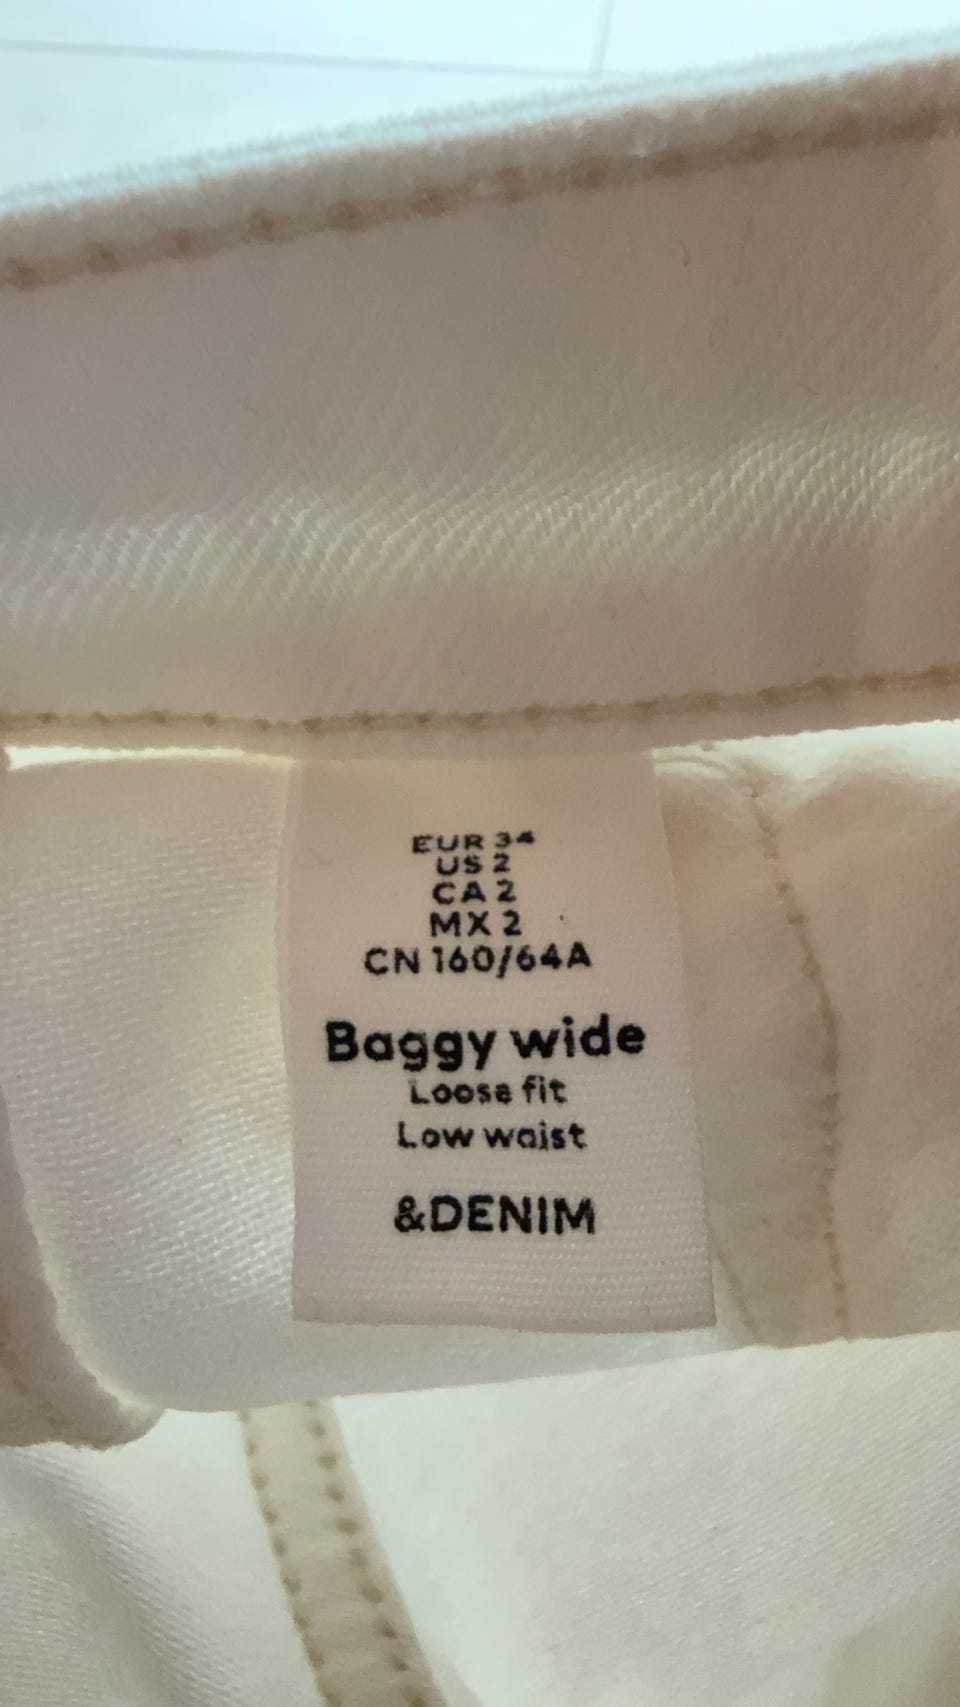 EUR 34
US 2
CA 2
MX 2
CN 160/64A
Baggy wide
Loose fit
Low waist
&DENIM